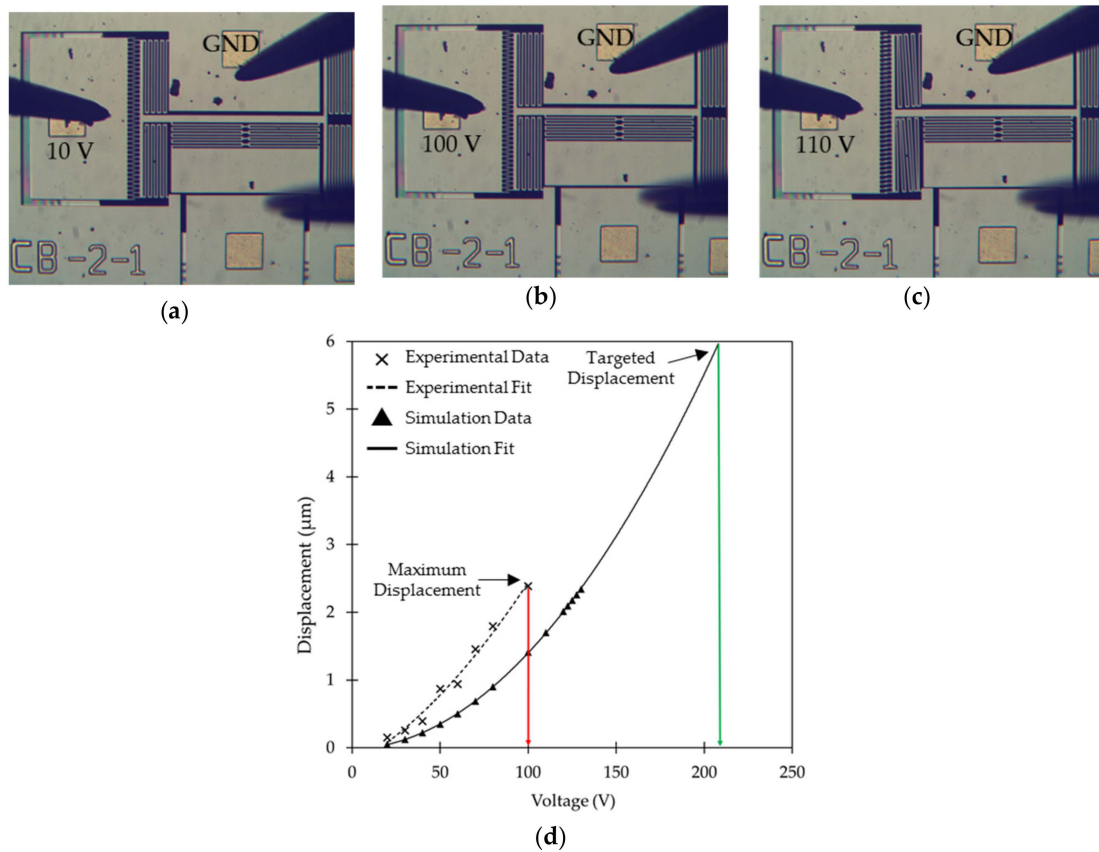 GND
10 V
CB-2-1
(a)
GND
100 V
CB-2-1
(b)
GND
110 V
CB-2-1
(c)
Experimental Data
Experimental Fit
Simulation Data
Simulation Fit
Targeted
Displacement
Maximum
Displacement
Displacement (µm)
6
5
4
3
2
1
0
0
50
100
150
200
250
Voltage (V)
(d)